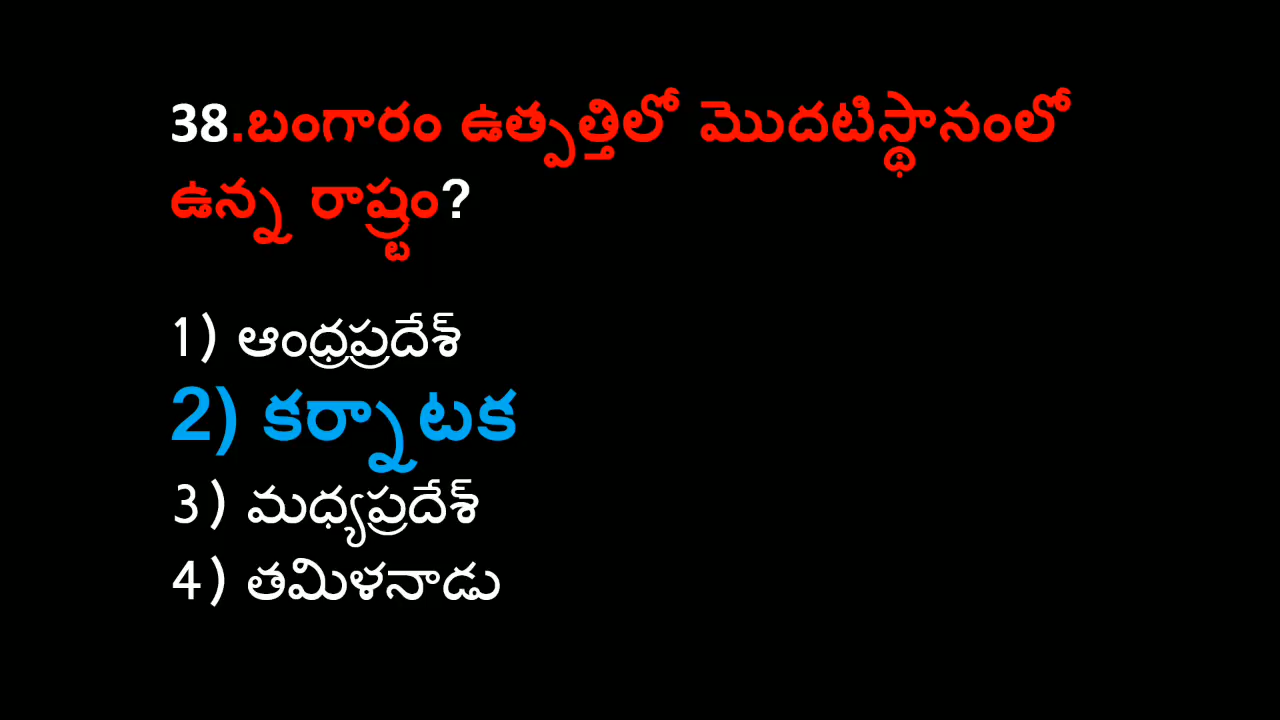 38.బంగారం ఉత్పత్తిలో మొదటిస్థానంలో
ఉన్న రాష్ట్రం?
1) ఆంధ్రప్రదేశ్
2) కర్నాటక
3) మధ్యప్రదేశ్
4) తమిళనాడు